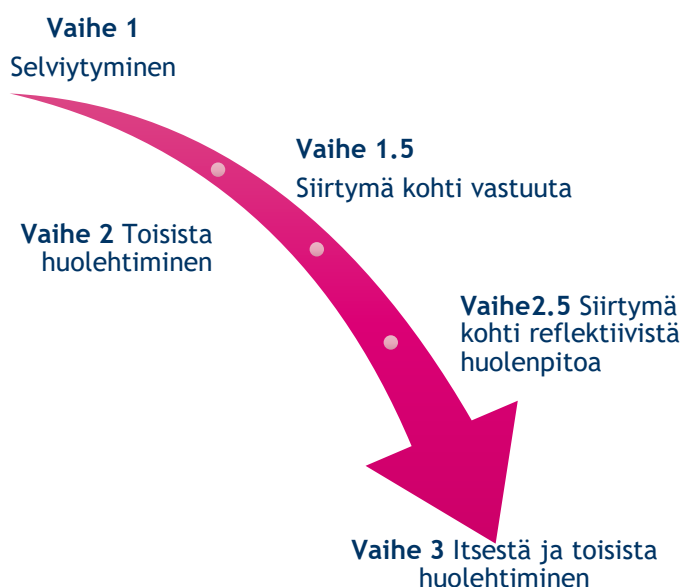 Vaihe 1
Selviytyminen
Vaihe 1.5
Siirtymä kohti vastuuta
Vaihe 2 Toisista
huolehtiminen
Vaihe2.5 Siirtymä
kohti reflektiivistä
huolenpitoa
Vaihe 3 Itsestä ja toisista
huolehtiminen